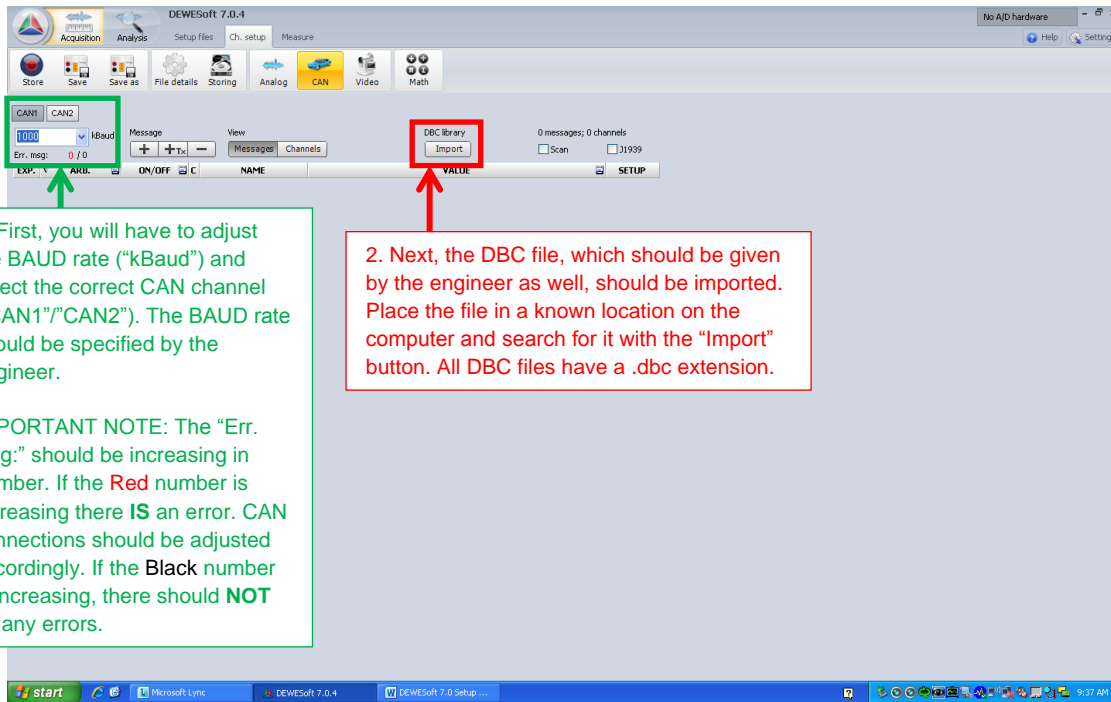 DEWESoft 7.0.4
No A/D hardware
Acquisition Analysis Setup files Ch. setup Measure
Help Setting
Store Save Save as File details Storing Analog CAN Video Math
CAN1 CAN2
1000 kBaud Message View DBC library 0 messages; 0 channels
+ +Tx − Messages Channels Import Scan J1939
Err. msg: 0 / 0
EXP. ARB. ON/OFF C NAME VALUE SETUP
First, you will have to adjust
BAUD rate (“kBaud”) and
ect the correct CAN channel
AN1”/”CAN2”). The BAUD rate
ould be specified by the
gineer.
PORTANT NOTE: The “Err.
g:” should be increasing in
mber. If the Red number is
reasing there IS an error. CAN
nnections should be adjusted
cordingly. If the Black number
increasing, there should NOT
any errors.
2. Next, the DBC file, which should be given
by the engineer as well, should be imported.
Place the file in a known location on the
computer and search for it with the “Import”
button. All DBC files have a .dbc extension.
start Microsoft Lync DEWESoft 7.0.4 DEWESoft 7.0 Setup ... 9:37 AM